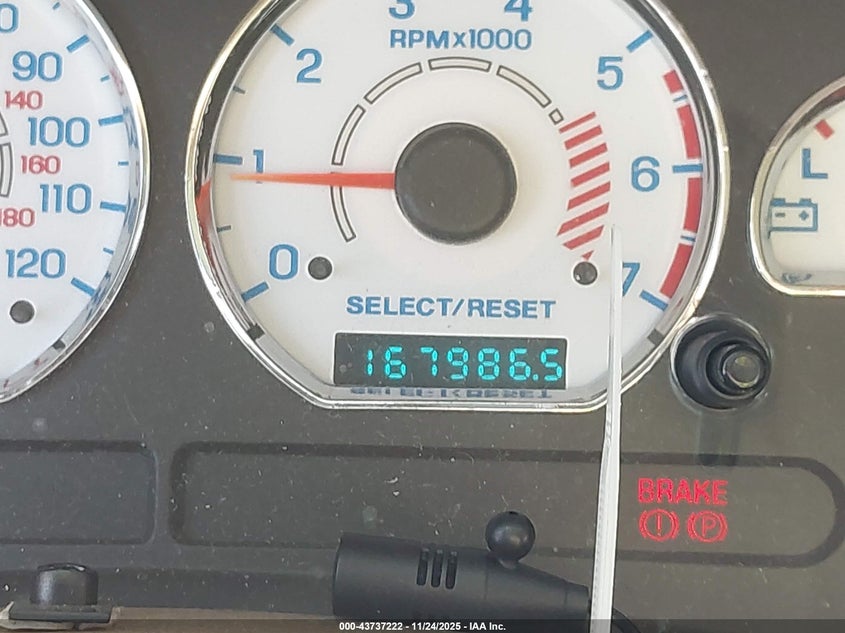 3 4
RPMx1000
2 5
90
140
100 1 6 L
160
110
180
0 7
120
SELECT/RESET
167986.5
BRAKE
(!) (P)
000-43737222 - 11/24/2025 - IAA Inc.